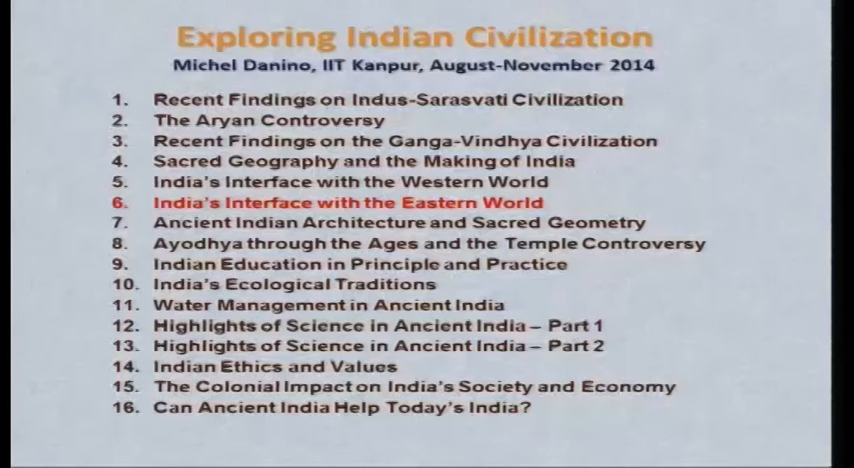 Exploring Indian Civilization
Michel Danino, IIT Kanpur, August-November 2014
1. Recent Findings on Indus-Sarasvati Civilization
2. The Aryan Controversy
3. Recent Findings on the Ganga-Vindhya Civilization
4. Sacred Geography and the Making of India
5. India's Interface with the Western World
6. India's Interface with the Eastern World
7. Ancient Indian Architecture and Sacred Geometry
8. Ayodhya through the Ages and the Temple Controversy
9. Indian Education in Principle and Practice
10. India's Ecological Traditions
11. Water Management in Ancient India
12. Highlights of Science in Ancient India – Part 1
13. Highlights of Science in Ancient India – Part 2
14. Indian Ethics and Values
15. The Colonial Impact on India's Society and Economy
16. Can Ancient India Help Today's India?